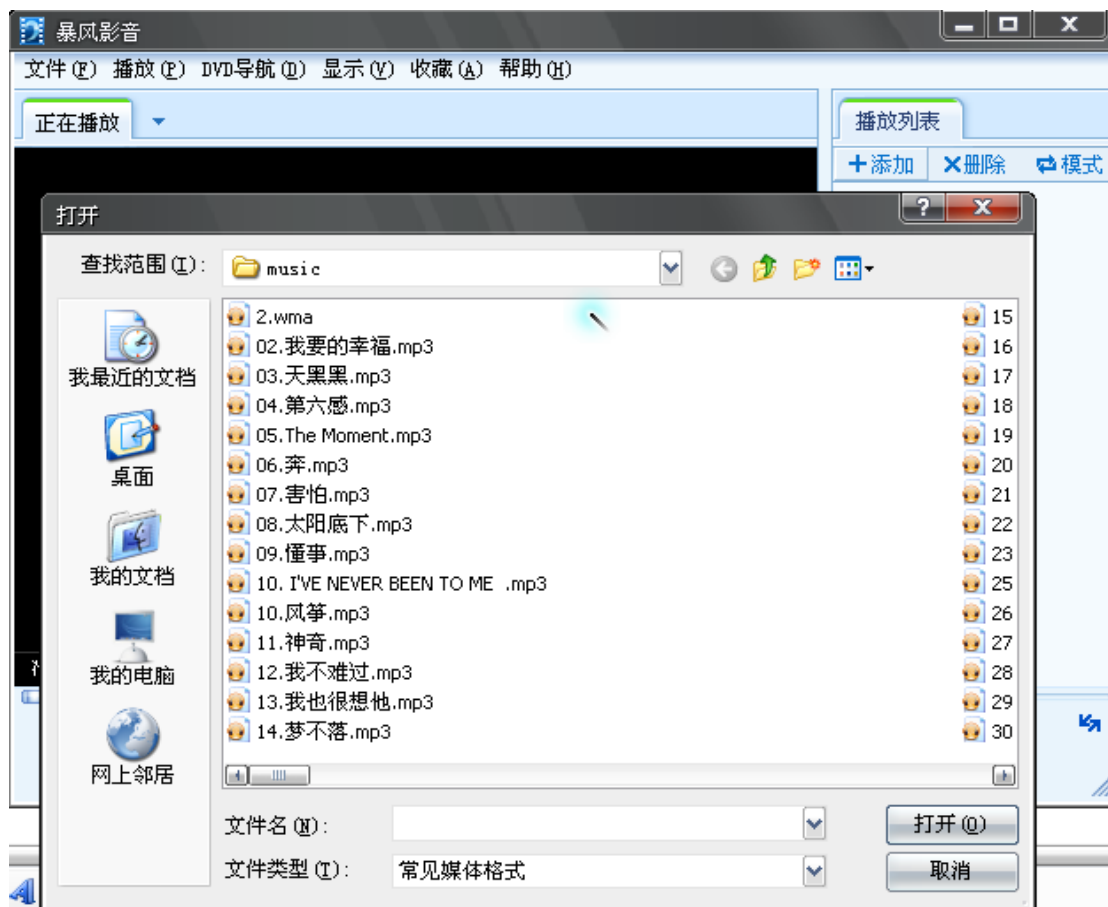 暴风影音
文件(F) 播放(P) DVD导航(D) 显示(V) 收藏(A) 帮助(H)
正在播放
播放列表
添加 删除 模式
打开
查找范围(I):
music
我最近的文档
桌面
我的文档
我的电脑
网上邻居
2.wma
02.我要的幸福.mp3
03.天黑黑.mp3
04.第六感.mp3
05.The Moment.mp3
06.奔.mp3
07.害怕.mp3
08.太阳底下.mp3
09.懂事.mp3
10. I'VE NEVER BEEN TO ME  .mp3
10.风筝.mp3
11.神奇.mp3
12.我不难过.mp3
13.我也很想他.mp3
14.梦不落.mp3
15
16
17
18
19
20
21
22
23
25
26
27
28
29
30
文件名(N):
打开(O)
文件类型(T):
常见媒体格式
取消